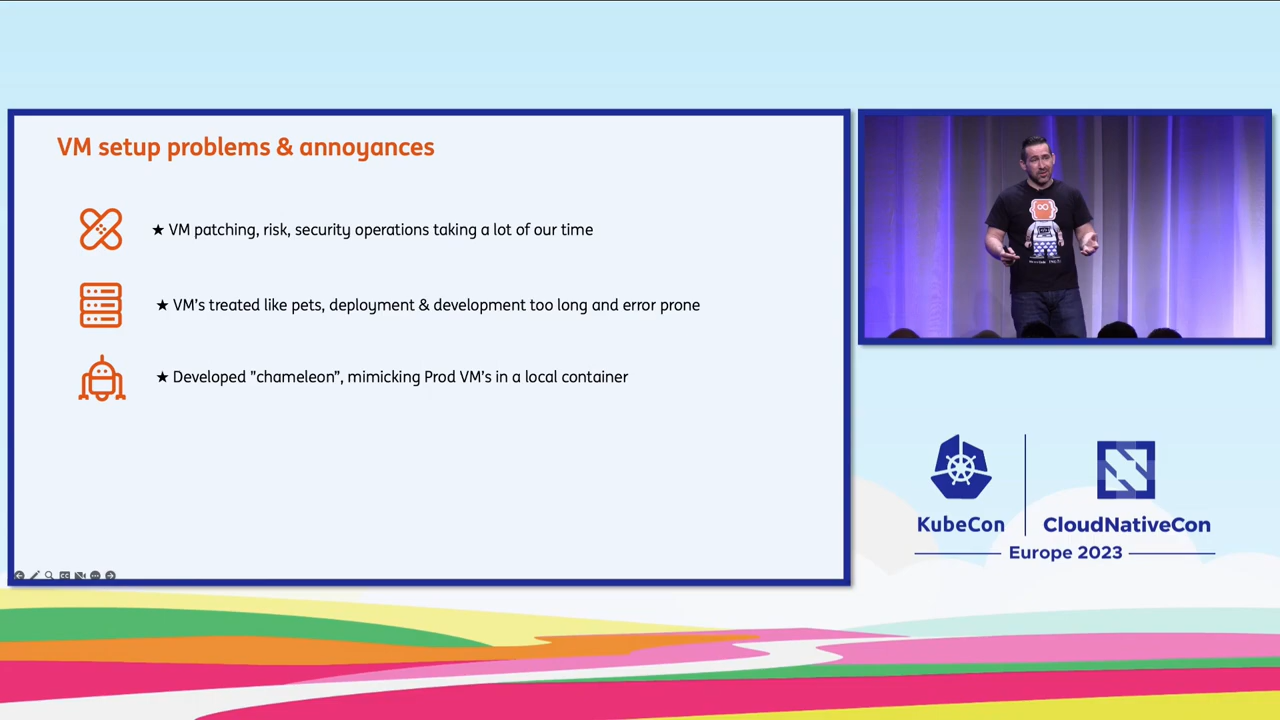 VM setup problems & annoyances
★ VM patching, risk, security operations taking a lot of our time
★ VM's treated like pets, deployment & development too long and error prone
★ Developed "chameleon", mimicking Prod VM's in a local container
KubeCon
CloudNativeCon
Europe 2023